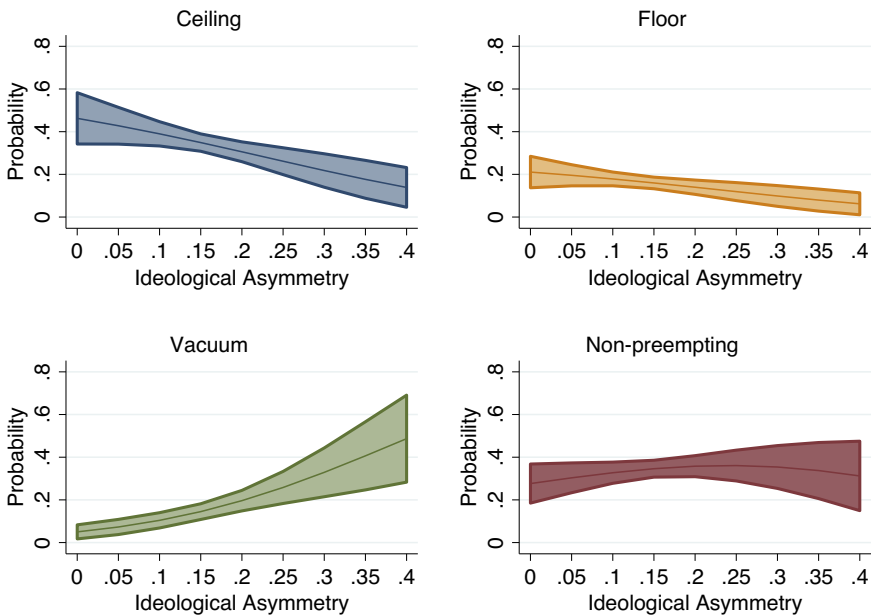 Ceiling
Probability
.8
.6
.4
.2
0
0 .05 .1 .15 .2 .25 .3 .35 .4
Ideological Asymmetry
Floor
Probability
.8
.6
.4
.2
0
0 .05 .1 .15 .2 .25 .3 .35 .4
Ideological Asymmetry
Vacuum
Probability
.8
.6
.4
.2
0
0 .05 .1 .15 .2 .25 .3 .35 .4
Ideological Asymmetry
Non-preempting
Probability
.8
.6
.4
.2
0
0 .05 .1 .15 .2 .25 .3 .35 .4
Ideological Asymmetry